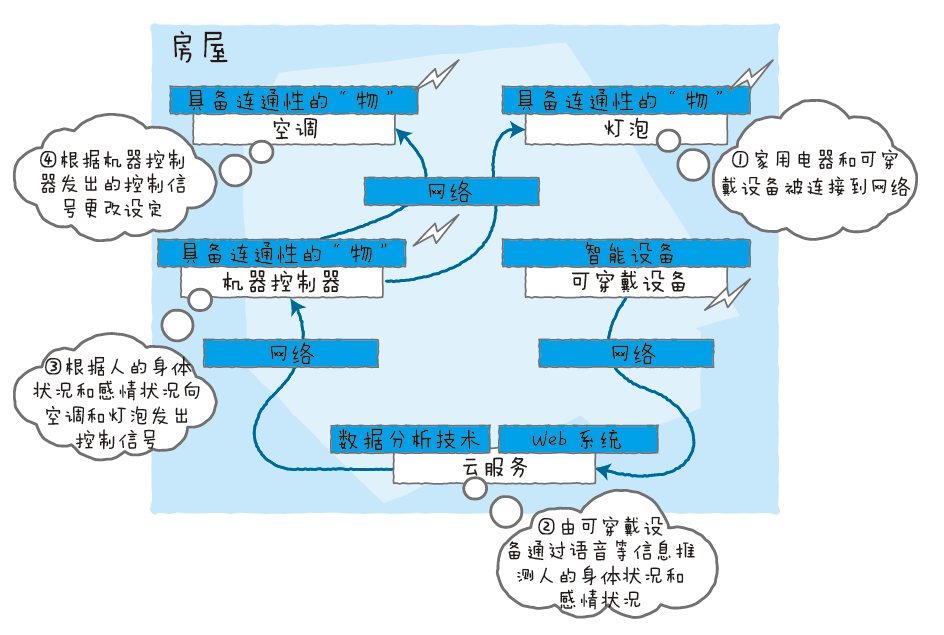 房屋
具备连通性的“物”
空调
具备连通性的“物”
灯泡
①家用电器和可穿
戴设备被连接到网络
④根据机器控制
器发出的控制信
号更改设定
网络
具备连通性的“物”
机器控制器
智能设备
可穿戴设备
网络
网络
③根据人的身体
状况和感情状况向
空调和灯泡发出
控制信号
数据分析技术
Web 系统
云服务
②由可穿戴设
备通过语音等信息推
测人的身体状况和
感情状况